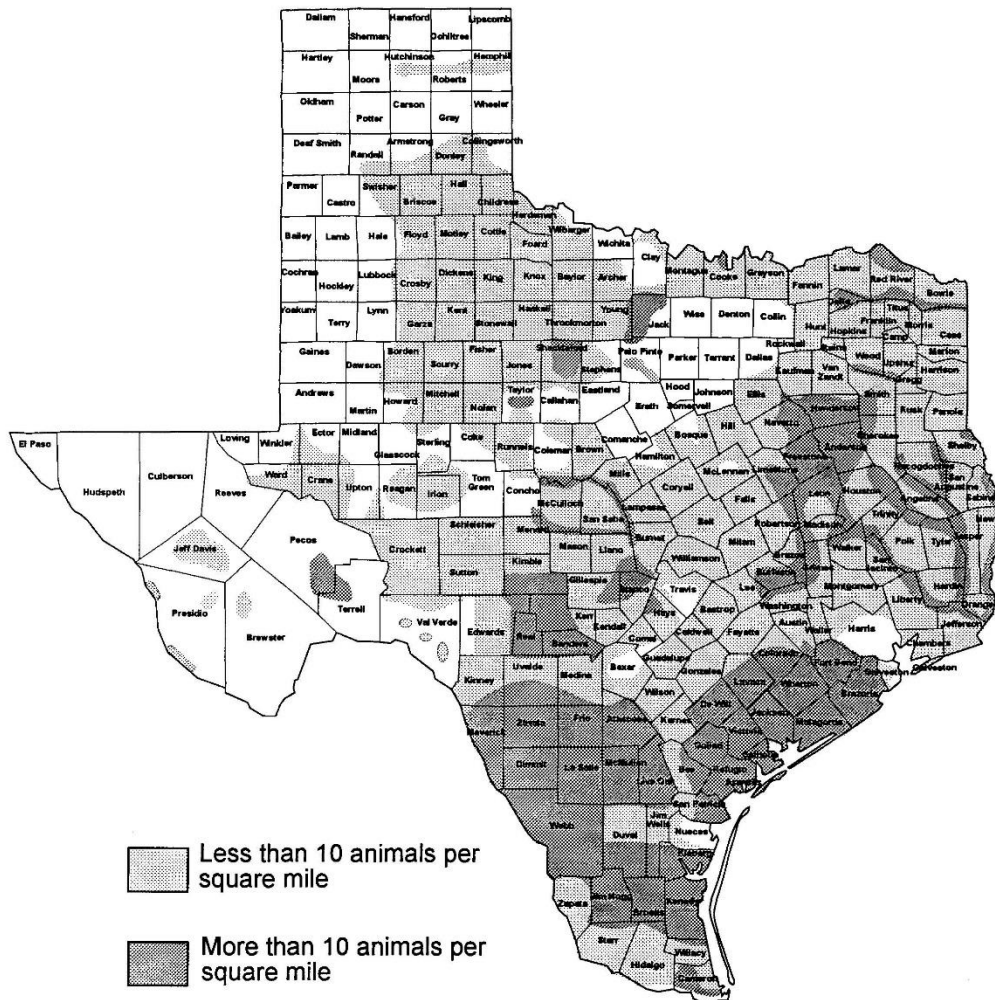 Dallam
Hansford
Lipscomb
Sherman
Ochiltree
Hartley
Hutchinson
Hemphill
Moore
Roberts
Oldham
Carson
Wheeler
Potter
Gray
Deaf Smith
Armstrong
Collingsworth
Randall
Donley
Parmer
Swisher
Hall
Castro
Briscoe
Childress
Hardeman
Bailey
Lamb
Hale
Floyd
Motley
Cottle
Wilbarger
Foard
Wichita
Clay
Cochran
Lubbock
Dickens
Hockley
Crosby
King
Knox
Baylor
Archer
Montague
Cooke
Grayson
Fannin
Lamar
Red River
Bowie
Yoakum
Lynn
Kent
Haskell
Young
Terry
Garza
Stonewall
Throckmorton
Jack
Wise
Denton
Collin
Hunt
Delta
Hopkins
Franklin
Titus
Morris
Camp
Cass
Gaines
Dawson
Borden
Scurry
Fisher
Jones
Shackelford
Stephens
Palo Pinto
Parker
Tarrant
Dallas
Rockwall
Kaufman
Rains
Van
Zandt
Wood
Upshur
Marion
Harrison
Gregg
Andrews
Martin
Howard
Mitchell
Nolan
Taylor
Callahan
Eastland
Erath
Hood
Somervell
Johnson
Ellis
Navarro
Henderson
Smith
Rusk
Panola
El Paso
Hudspeth
Culberson
Reeves
Loving
Winkler
Ector
Midland
Glasscock
Sterling
Coke
Runnels
Coleman
Brown
Comanche
Hamilton
Bosque
Hill
Freestone
Anderson
Cherokee
Shelby
Nacogdoches
San
Augustine
Sabine
Ward
Crane
Upton
Reagan
Irion
Tom
Green
Concho
McCulloch
San Saba
Mills
Lampasas
Coryell
McLennan
Limestone
Falls
Leon
Houston
Angelina
Trinity
Jeff Davis
Pecos
Crockett
Schleicher
Sutton
Menard
Kimble
Mason
Llano
Burnet
Bell
Williamson
Milam
Robertson
Madison
Brazos
Grimes
Walker
San
Jacinto
Polk
Tyler
Jasper
New
Presidio
Brewster
Terrell
Val Verde
Edwards
Real
Kerr
Gillespie
Blanco
Kendall
Bandera
Comal
Hays
Travis
Bastrop
Lee
Burleson
Washington
Montgomery
Liberty
Hardin
Orange
Jefferson
Chambers
Harris
Waller
Austin
Fayette
Caldwell
Guadalupe
Gonzales
Colorado
Fort Bend
Galveston
Galveston
Brazoria
Wharton
Matagorda
Jackson
Lavaca
De Witt
Victoria
Goliad
Calhoun
Refugio
Aransas
Kinney
Uvalde
Medina
Bexar
Wilson
Karnes
Maverick
Zavala
Frio
Atascosa
Dimmit
La Salle
McMullen
Live Oak
Bee
San Patricio
Webb
Duval
Jim
Wells
Nueces
Kleberg
Zapata
Jim Hogg
Brooks
Kenedy
Starr
Hidalgo
Willacy
Cameron
Less than 10 animals per
square mile
More than 10 animals per
square mile